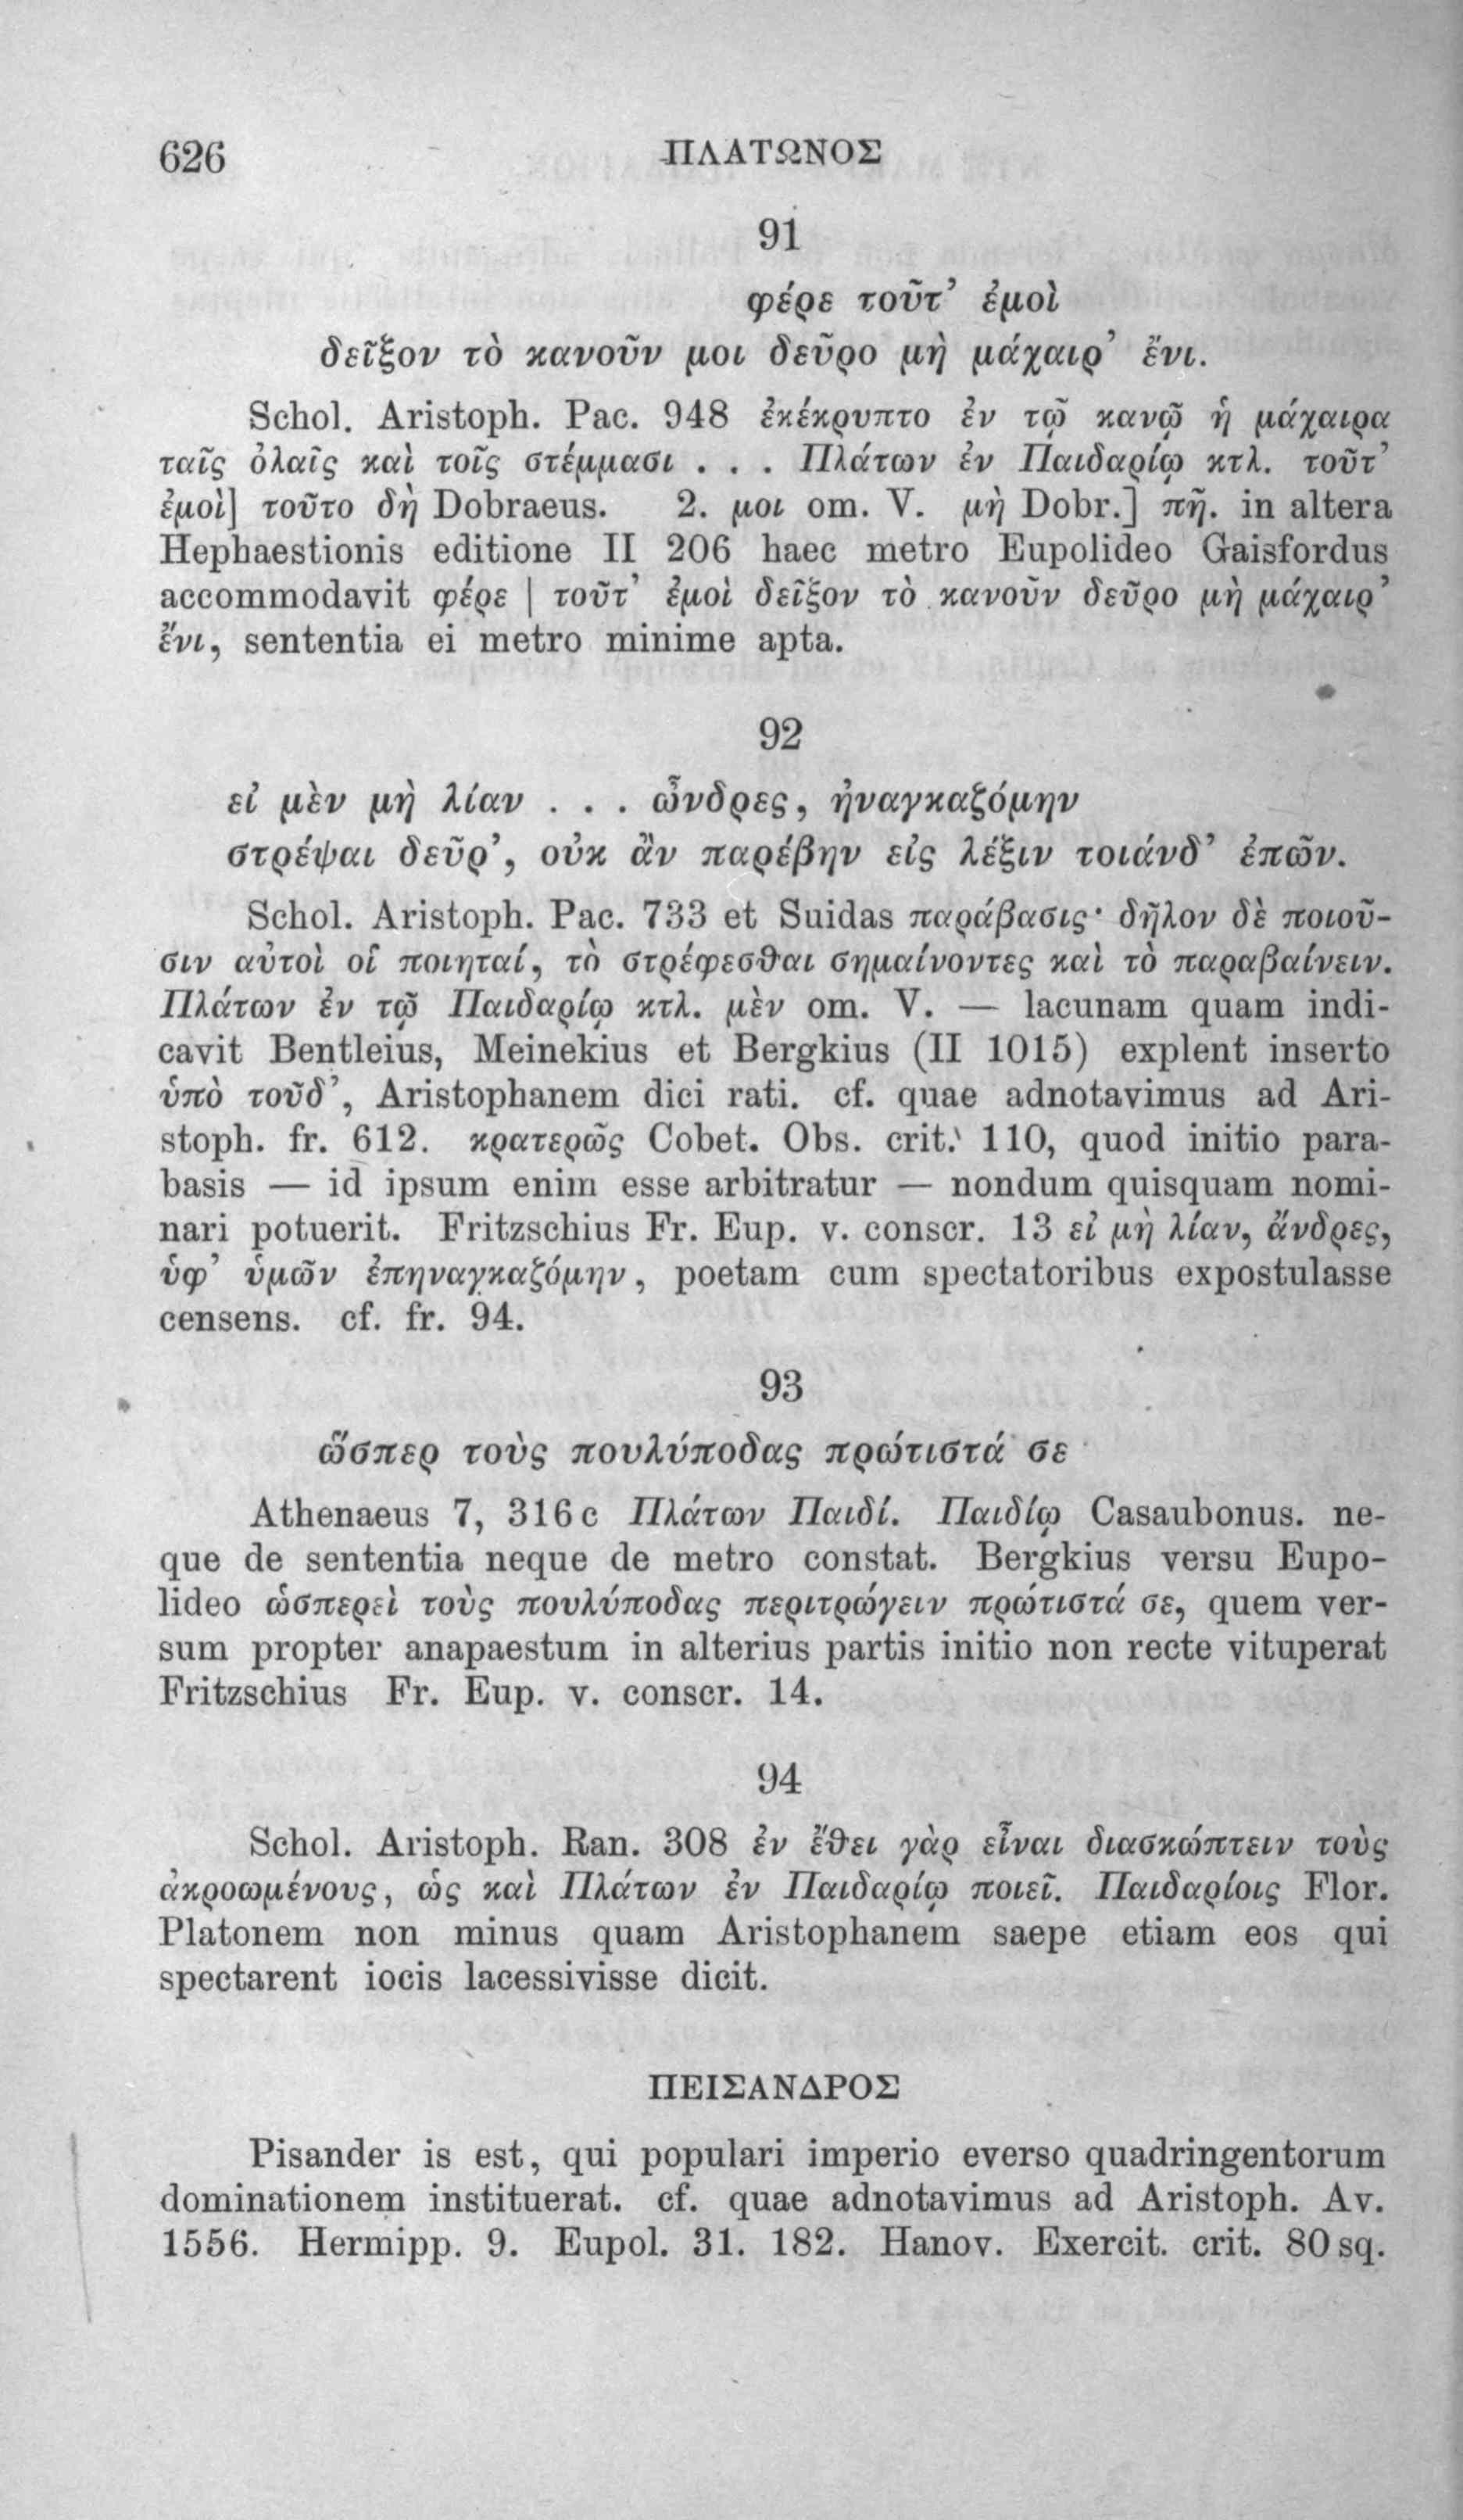 626 ΠΛΑΤΩΝΟΣ
91
φέρε τοῦτ’ ἐμοὶ
δεῖξον τὸ κανοῦν μοι δεῦρο μὴ μάχαιρ’ ἔνι.
Schol. Aristoph. Pac. 948 ἐκέκρυπτο ἐν τῷ κανῷ ἡ μάχαιρα
ταῖς ὀλαῖς καὶ τοῖς στέμμασι . . . Πλάτων ἐν Παιδαρίῳ κτλ. τοῦτ’
ἐμοὶ] τοῦτο δὴ Dobraeus. 2. μοι om. V. μὴ Dobr.] πῆ. in altera
Hephaestionis editione II 206 haec metro Eupolideo Gaisfordus
accommodavit φέρε | τοῦτ’ ἐμοὶ δεῖξον τὸ κανοῦν δεῦρο μὴ μάχαιρ’
ἔνι, sententia ei metro minime apta.
92
εἰ μὲν μὴ λίαν . . . ὦνδρες, ἠναγκαζόμην
στρέψαι δεῦρ’, οὐκ ἂν παρέβην εἰς λέξιν τοιάνδ’ ἐπῶν.
Schol. Aristoph. Pac. 733 et Suidas παράβασις· δῆλον δὲ ποιοῦ-
σιν αὐτοὶ οἱ ποιηταί, τὸ στρέφεσθαι σημαίνοντες καὶ τὸ παραβαίνειν.
Πλάτων ἐν τῷ Παιδαρίῳ κτλ. μὲν om. V. — lacunam quam indi-
cavit Bentleius, Meinekius et Bergkius (II 1015) explent inserto
ὑπὸ τοῦδ’, Aristophanem dici rati. cf. quae adnotavimus ad Ari-
stoph. fr. 612. κρατερῶς Cobet. Obs. crit. 110, quod initio para-
basis — id ipsum enim esse arbitratur — nondum quisquam nomi-
nari potuerit. Fritzschius Fr. Eup. v. conscr. 13 εἰ μὴ λίαν, ἄνδρες,
ὑφ’ ὑμῶν ἐπηναγκαζόμην, poetam cum spectatoribus expostulasse
censens. cf. fr. 94.
93
ὥσπερ τοὺς πουλύποδας πρώτιστά σε
Athenaeus 7, 316 c Πλάτων Παιδί. Παιδίῳ Casaubonus. ne-
que de sententia neque de metro constat. Bergkius versu Eupo-
lideo ὡσπερεὶ τοὺς πουλύποδας περιτρώγειν πρώτιστά σε, quem ver-
sum propter anapaestum in alterius partis initio non recte vituperat
Fritzschius Fr. Eup. v. conscr. 14.
94
Schol. Aristoph. Ran. 308 ἐν ἔθει γὰρ εἶναι διασκώπτειν τοὺς
ἀκροωμένους, ὡς καὶ Πλάτων ἐν Παιδαρίῳ ποιεῖ. Παιδαρίοις Flor.
Platonem non minus quam Aristophanem saepe etiam eos qui
spectarent iocis lacessivisse dicit.
ΠΕΙΣΑΝΔΡΟΣ
Pisander is est, qui populari imperio everso quadringentorum
dominationem instituerat. cf. quae adnotavimus ad Aristoph. Av.
1556. Hermipp. 9. Eupol. 31. 182. Hanov. Exercit. crit. 80 sq.